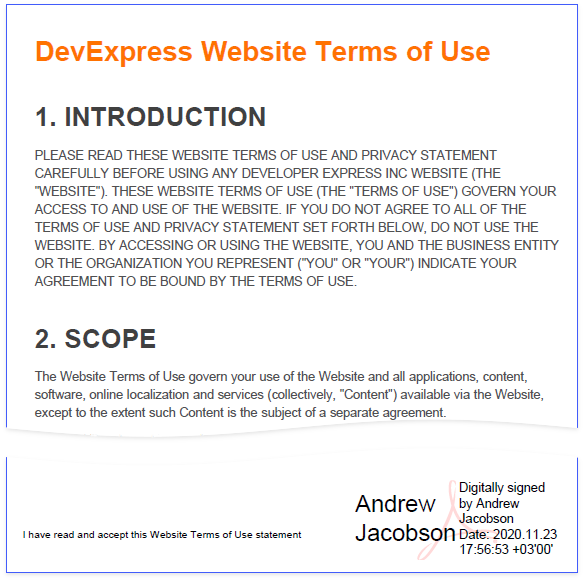 DevExpress Website Terms of Use
1. INTRODUCTION
PLEASE READ THESE WEBSITE TERMS OF USE AND PRIVACY STATEMENT
CAREFULLY BEFORE USING ANY DEVELOPER EXPRESS INC WEBSITE (THE
"WEBSITE"). THESE WEBSITE TERMS OF USE (THE "TERMS OF USE") GOVERN YOUR
ACCESS TO AND USE OF THE WEBSITE. IF YOU DO NOT AGREE TO ALL OF THE
TERMS OF USE AND PRIVACY STATEMENT SET FORTH BELOW, DO NOT USE THE
WEBSITE. BY ACCESSING OR USING THE WEBSITE, YOU AND THE BUSINESS ENTITY
OR THE ORGANIZATION YOU REPRESENT ("YOU" OR "YOUR") INDICATE YOUR
AGREEMENT TO BE BOUND BY THE TERMS OF USE.
2. SCOPE
The Website Terms of Use govern your use of the Website and all applications, content,
software, online localization and services (collectively, "Content") available via the Website,
except to the extent such Content is the subject of a separate agreement.
I have read and accept this Website Terms of Use statement
Andrew
Jacobson
Digitally signed
by Andrew
Jacobson
Date: 2020.11.23
17:56:53 +03'00'